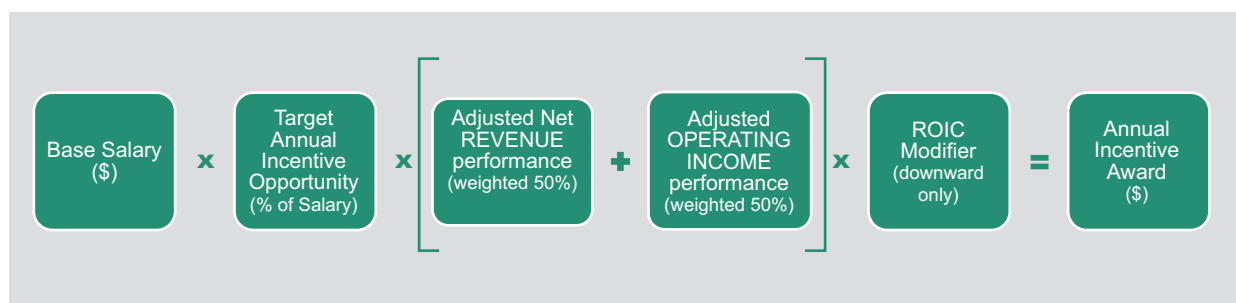 Base Salary
($)
x
Target
Annual
Incentive
Opportunity
(% of Salary)
x
[
Adjusted Net
REVENUE
performance
(weighted 50%)
+
Adjusted
OPERATING
INCOME
performance
(weighted 50%)
]
x
ROIC
Modifier
(downward
only)
=
Annual
Incentive
Award
($)